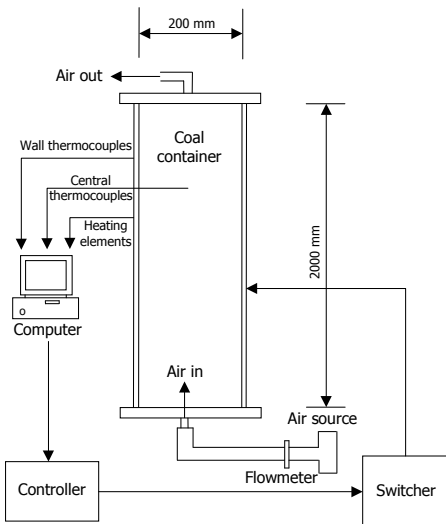 200 mm
Air out
Coal
container
Wall thermocouples
Central
thermocouples
Heating
elements
2000 mm
Computer
Air in
Air source
Flowmeter
Controller
Switcher